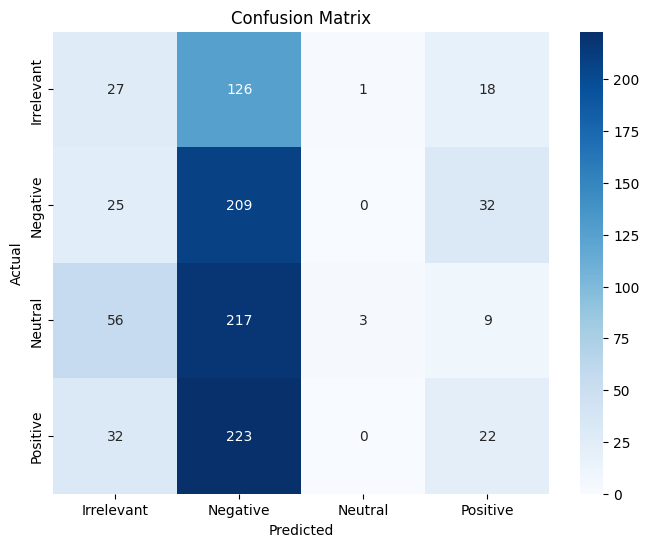 Confusion Matrix
Actual
Irrelevant 27 126 1 18
Negative 25 209 0 32
Neutral 56 217 3 9
Positive 32 223 0 22
Irrelevant Negative Neutral Positive
Predicted
200
175
150
125
100
75
50
25
0